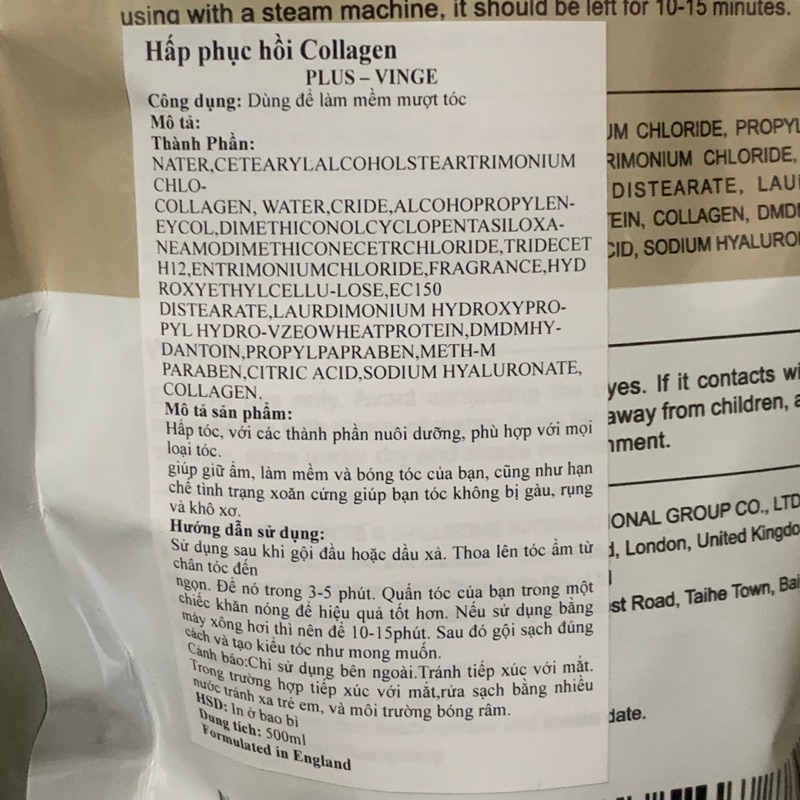 using with a steam machine, it should be left for 10-15 minutes.
Hấp phục hồi Collagen
PLUS – VINGE
Công dụng: Dùng để làm mềm mượt tóc
Mô tả:
Thành Phần:
NATER,CETEARYLALCOHOLSTEARTRIMONIUM
CHLO-
COLLAGEN, WATER,CRIDE,ALCOHOPROPYLEN-
EYCOL,DIMETHICONOLCYCLOPENTASILOXA-
NEAMODIMETHICONECETRCHLORIDE,TRIDECET
H12,ENTRIMONIUMCHLORIDE,FRAGRANCE,HYD
ROXYETHYLCELLU-LOSE,EC150
DISTEARATE,LAURDIMONIUM HYDROXYPRO-
PYL HYDRO-VZEOWHEATPROTEIN,DMDMHY-
DANTOIN,PROPYLPAPRABEN,METH-M
PARABEN,CITRIC ACID,SODIUM HYALURONATE,
COLLAGEN.
Mô tả sản phẩm:
Hấp tóc, với các thành phần nuôi dưỡng, phù hợp với mọi
loại tóc.
giúp giữ ẩm, làm mềm và bóng tóc của bạn, cũng như hạn
chế tình trạng xoăn cứng giúp bạn tóc không bị gàu, rụng
và khô xơ.
Hướng dẫn sử dụng:
Sử dụng sau khi gội đầu hoặc dầu xả. Thoa lên tóc ẩm từ
chân tóc đến
ngọn. Để nó trong 3-5 phút. Quấn tóc của bạn trong một
chiếc khăn nóng để hiệu quả tốt hơn. Nếu sử dụng bằng
máy xông hơi thì nên để 10-15phút. Sau đó gội sạch đúng
cách và tạo kiểu tóc như mong muốn.
Cảnh báo:Chỉ sử dụng bên ngoài.Tránh tiếp xúc với mắt.
Trong trường hợp tiếp xúc với mắt,rửa sạch bằng nhiều
nước tránh xa trẻ em, và môi trường bóng râm.
HSD: In ở bao bì
Dung tích: 500ml
Formulated in England
UM CHLORIDE, PROPYL
RIMONIUM CHLORIDE,
DISTEARATE, LAU
EIN, COLLAGEN, DMD
CID, SODIUM HYALURO
yes. If it contacts wi
away from children, a
nment.
IONAL GROUP CO., LTD
, London, United Kingdo
st Road, Taihe Town, Bai
date.